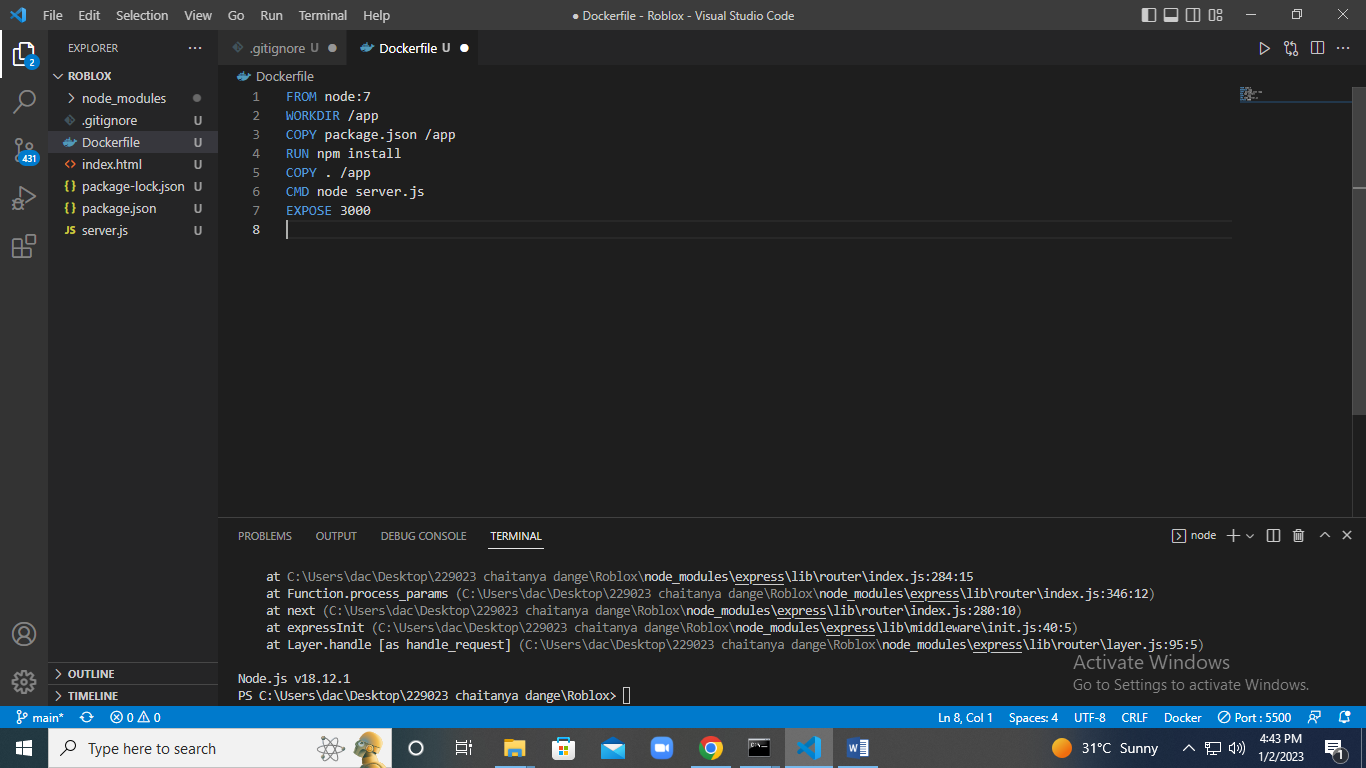 File Edit Selection View Go Run Terminal Help ● Dockerfile - Roblox - Visual Studio Code
EXPLORER ···
ROBLOX
node_modules
.gitignore U
Dockerfile U
index.html U
package-lock.json U
package.json U
server.js U
OUTLINE
TIMELINE
2
431
.gitignore U ● Dockerfile U ●
Dockerfile
1 FROM node:7
2 WORKDIR /app
3 COPY package.json /app
4 RUN npm install
5 COPY . /app
6 CMD node server.js
7 EXPOSE 3000
8
PROBLEMS OUTPUT DEBUG CONSOLE TERMINAL node
at C:\Users\dac\Desktop\229023 chaitanya dange\Roblox\node_modules\express\lib\router\index.js:284:15
at Function.process_params (C:\Users\dac\Desktop\229023 chaitanya dange\Roblox\node_modules\express\lib\router\index.js:346:12)
at next (C:\Users\dac\Desktop\229023 chaitanya dange\Roblox\node_modules\express\lib\router\index.js:280:10)
at expressInit (C:\Users\dac\Desktop\229023 chaitanya dange\Roblox\node_modules\express\lib\middleware\init.js:40:5)
at Layer.handle [as handle_request] (C:\Users\dac\Desktop\229023 chaitanya dange\Roblox\node_modules\express\lib\router\layer.js:95:5)
Node.js v18.12.1
PS C:\Users\dac\Desktop\229023 chaitanya dange\Roblox>
Activate Windows
Go to Settings to activate Windows.
main* 0 0 Ln 8, Col 1 Spaces: 4 UTF-8 CRLF Docker Port : 5500
Type here to search 31°C Sunny
4:43 PM
1/2/2023
1